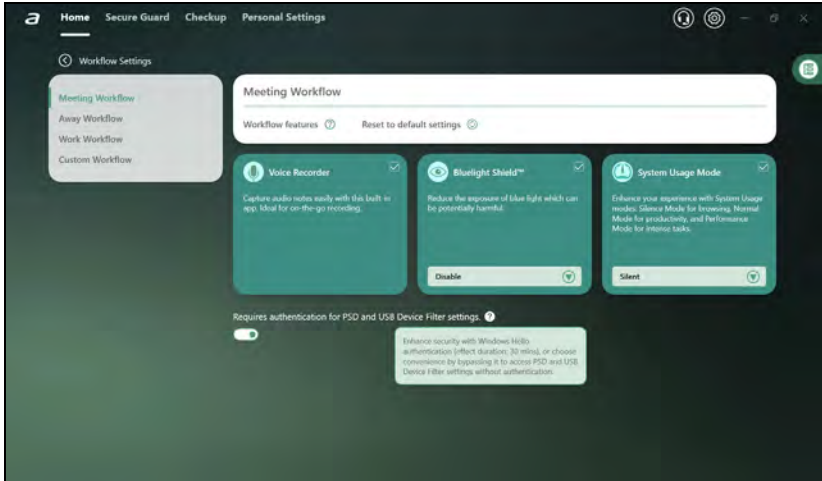 a Home Secure Guard Checkup Personal Settings
Workflow Settings
Meeting Workflow
Away Workflow
Work Workflow
Custom Workflow
Meeting Workflow
Workflow features ? Reset to default settings
Voice Recorder
Capture audio notes easily with this built-in
app. Ideal for on-the-go recording.
Bluelight Shield™
Reduce the exposure of blue light which can
be potentially harmful.
Disable
System Usage Mode
Enhance your experience with System Usage
modes: Silence Mode for browsing, Normal
Mode for productivity, and Performance
Mode for intense tasks.
Silent
Requires authentication for PSD and USB Device Filter settings. ?
Enhance security with Windows Hello
authentication (effect duration: 30 mins), or choose
convenience by bypassing it to access PSD and USB
Device Filter settings without authentication.